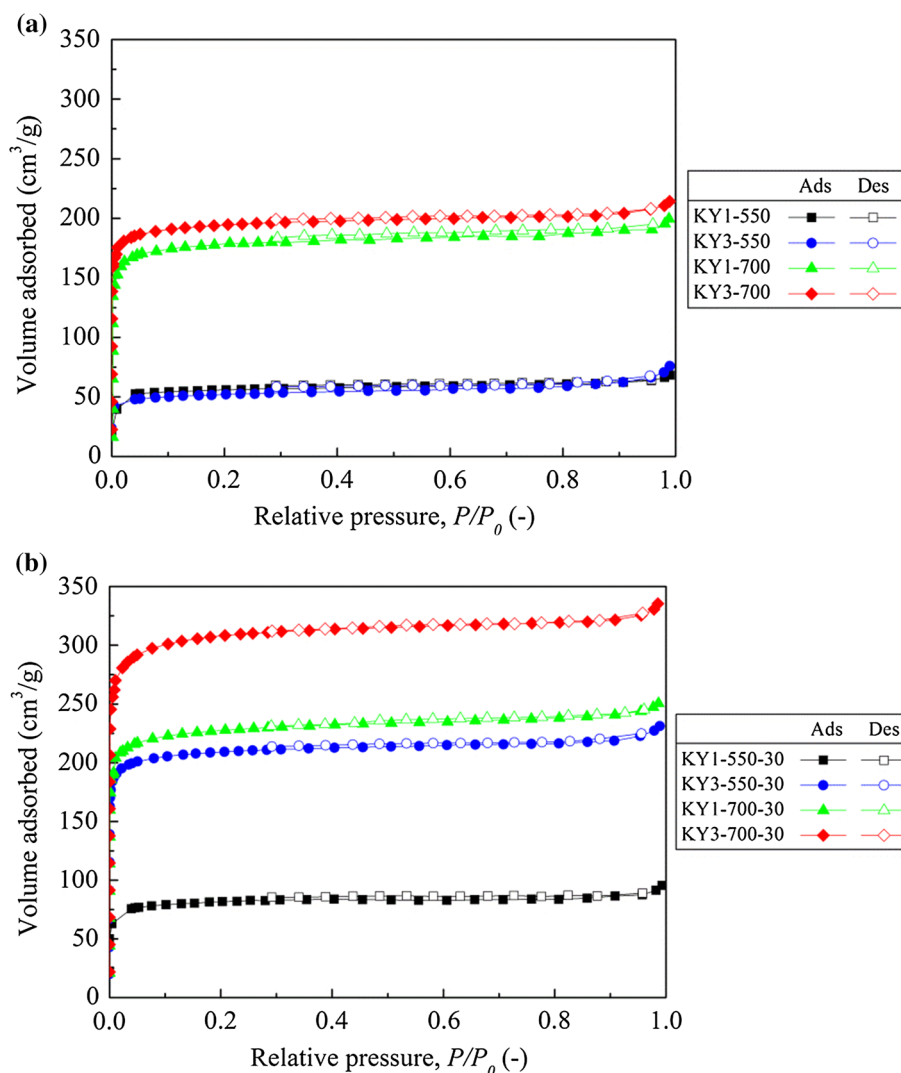 (a)
350
300
250
200
150
100
50
0
Volume adsorbed (cm³/g)
0.0 0.2 0.4 0.6 0.8 1.0
Relative pressure, P/P₀ (-)
Ads Des
KY1-550
KY3-550
KY1-700
KY3-700
(b)
350
300
250
200
150
100
50
0
Volume adsorbed (cm³/g)
0.0 0.2 0.4 0.6 0.8 1.0
Relative pressure, P/P₀ (-)
Ads Des
KY1-550-30
KY3-550-30
KY1-700-30
KY3-700-30